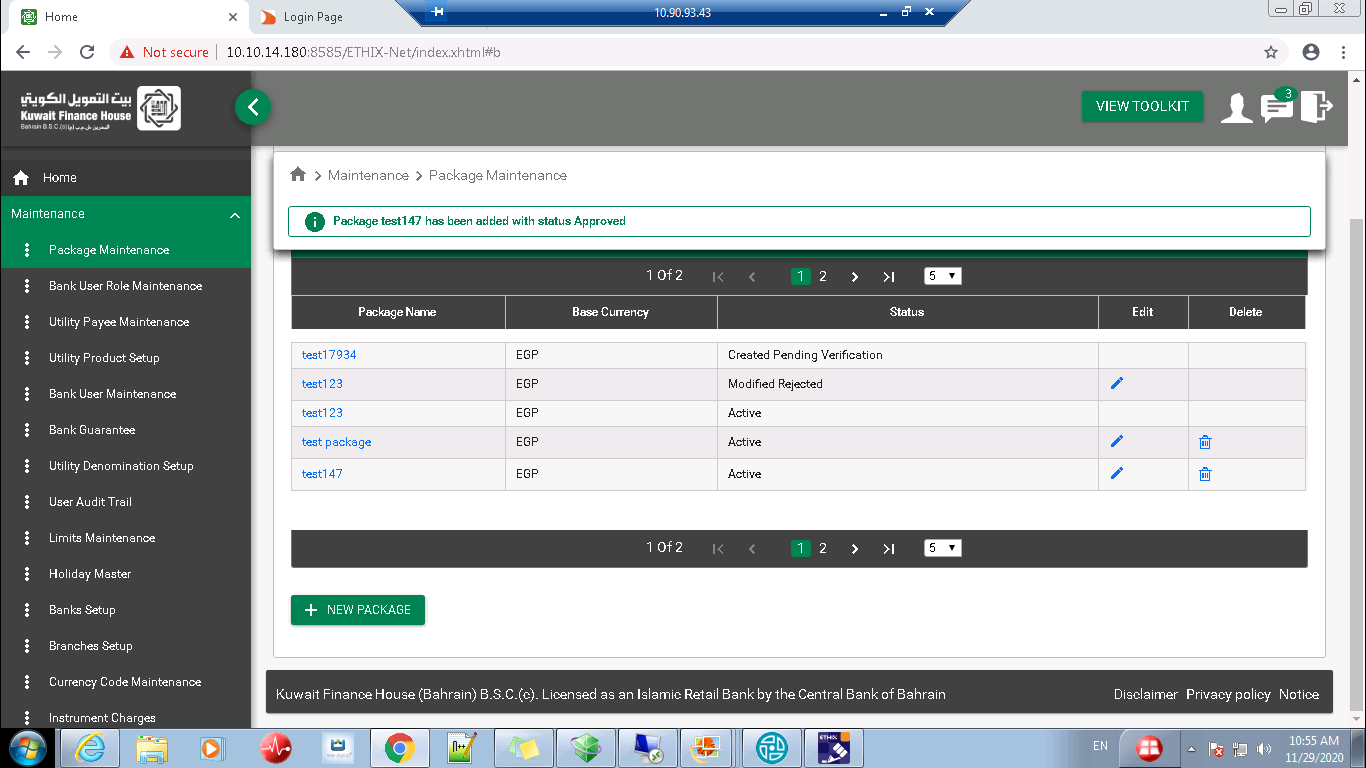 Home
Login Page
10.90.93.43
Not secure
10.10.14.180:8585/ETHIX-Net/index.xhtml#b
بيت التمويل الكويتي
Kuwait Finance House
Bahrain B.S.C.(c)
VIEW TOOLKIT
3
Home
Maintenance
Package Maintenance
Bank User Role Maintenance
Utility Payee Maintenance
Utility Product Setup
Bank User Maintenance
Bank Guarantee
Utility Denomination Setup
User Audit Trail
Limits Maintenance
Holiday Master
Banks Setup
Branches Setup
Currency Code Maintenance
Instrument Charges
Maintenance Package Maintenance
Package test147 has been added with status Approved
1 Of 2 1 2 5
Package Name Base Currency Status Edit Delete
test17934 EGP Created Pending Verification
test123 EGP Modified Rejected
test123 EGP Active
test package EGP Active
test147 EGP Active
1 Of 2 1 2 5
NEW PACKAGE
Kuwait Finance House (Bahrain) B.S.C.(c). Licensed as an Islamic Retail Bank by the Central Bank of Bahrain Disclaimer Privacy policy Notice
EN
10:55 AM
11/29/2020